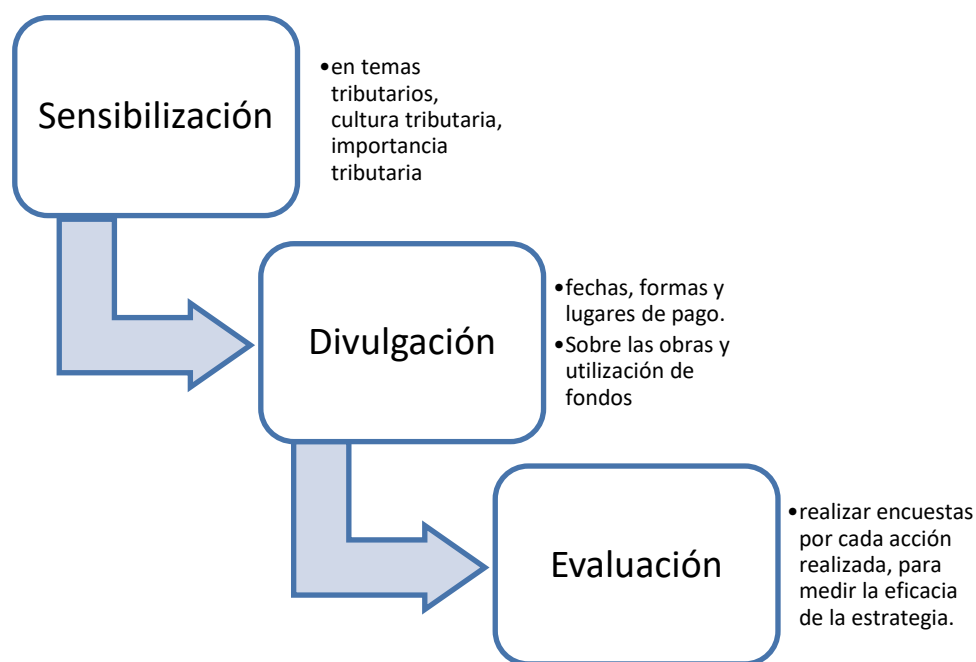 Sensibilización
•en temas
tributarios,
cultura tributaria,
importancia
tributaria
Divulgación
•fechas, formas y
lugares de pago.
•Sobre las obras y
utilización de
fondos
Evaluación
•realizar encuestas
por cada acción
realizada, para
medir la eficacia
de la estrategia.